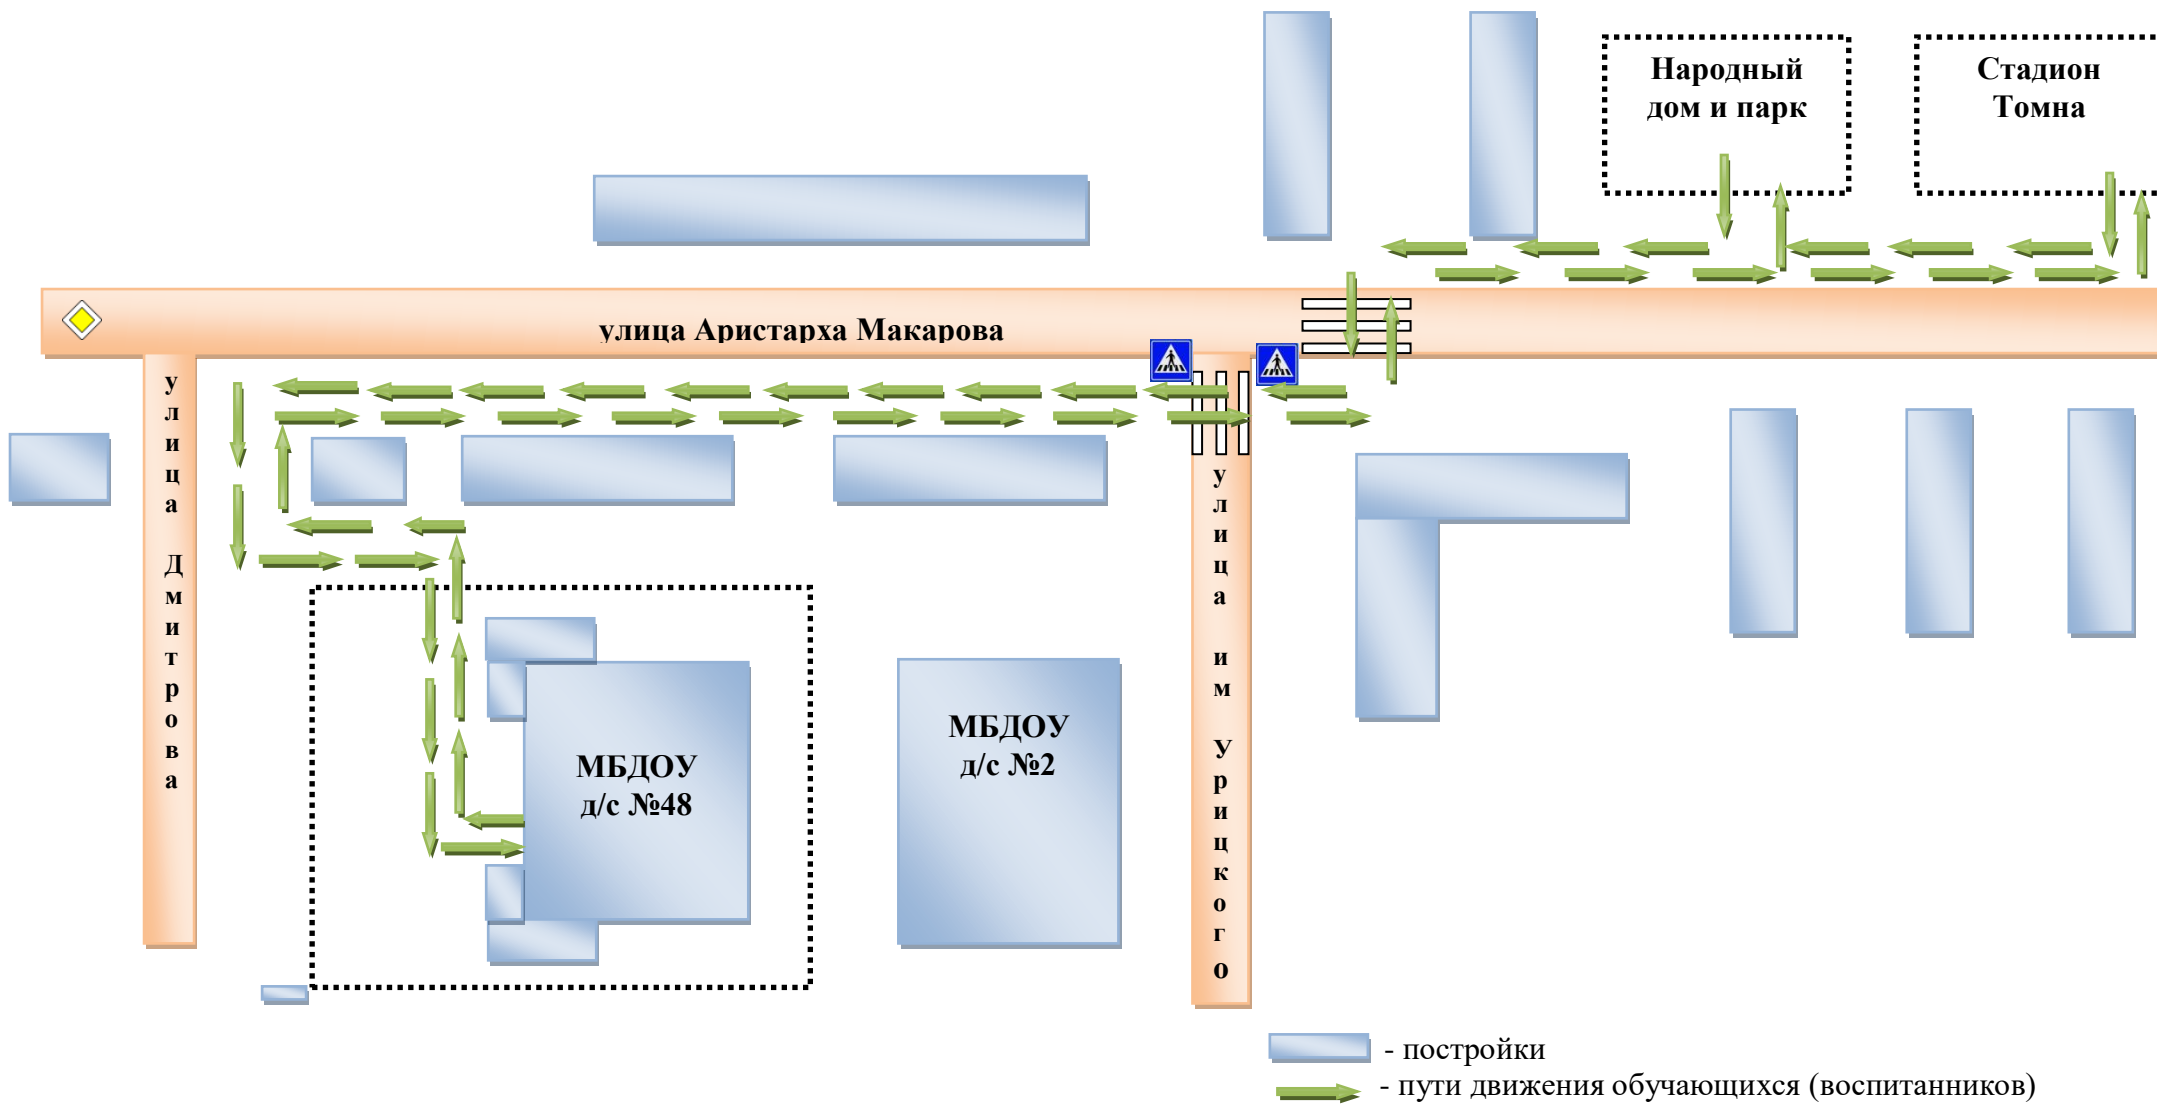 Народный
дом и парк
Стадион
Томна
улица Аристарха Макарова
улица Дмитрова
улица им Урицкого
МБДОУ
д/с №48
МБДОУ
д/с №2
- постройки
- пути движения обучающихся (воспитанников)